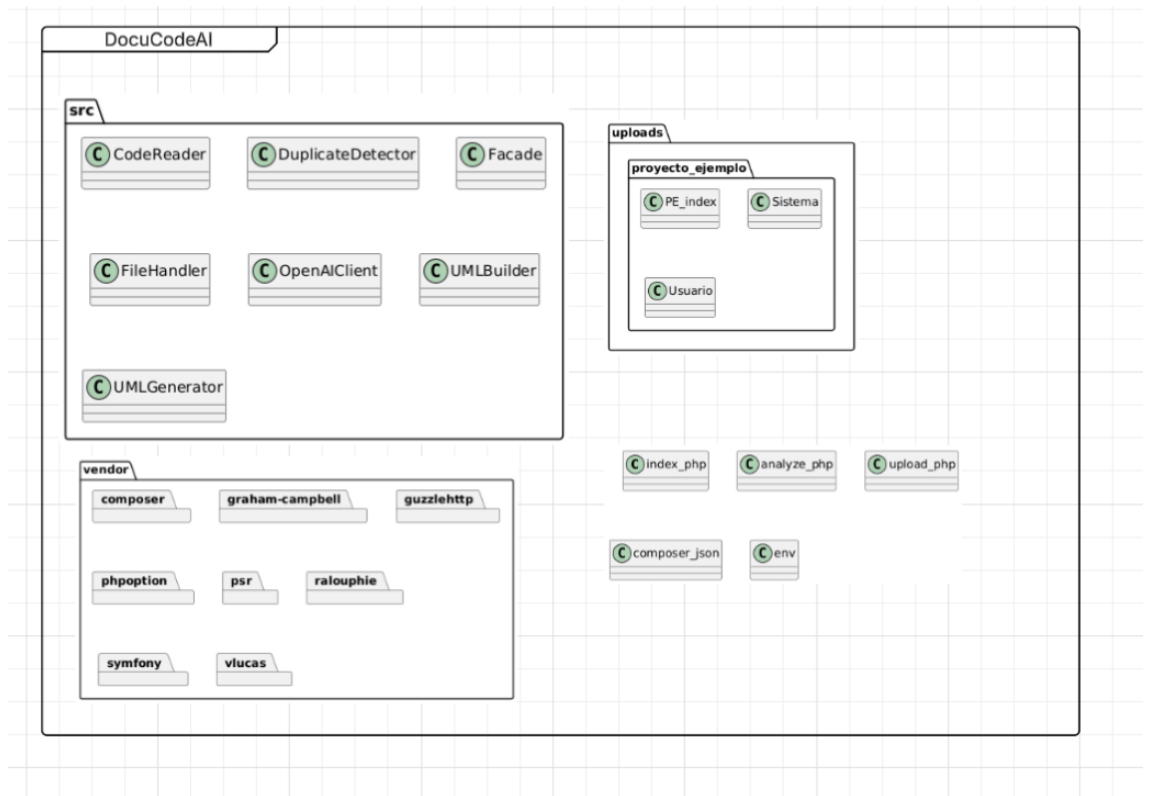 DocuCodeAI
src
C CodeReader
C DuplicateDetector
C Facade
C FileHandler
C OpenAIClient
C UMLBuilder
C UMLGenerator
uploads
proyecto_ejemplo
C PE_index
C Sistema
C Usuario
vendor
composer
graham-campbell
guzzlehttp
phpoption
psr
ralouphie
symfony
vlucas
C index_php
C analyze_php
C upload_php
C composer_json
C env